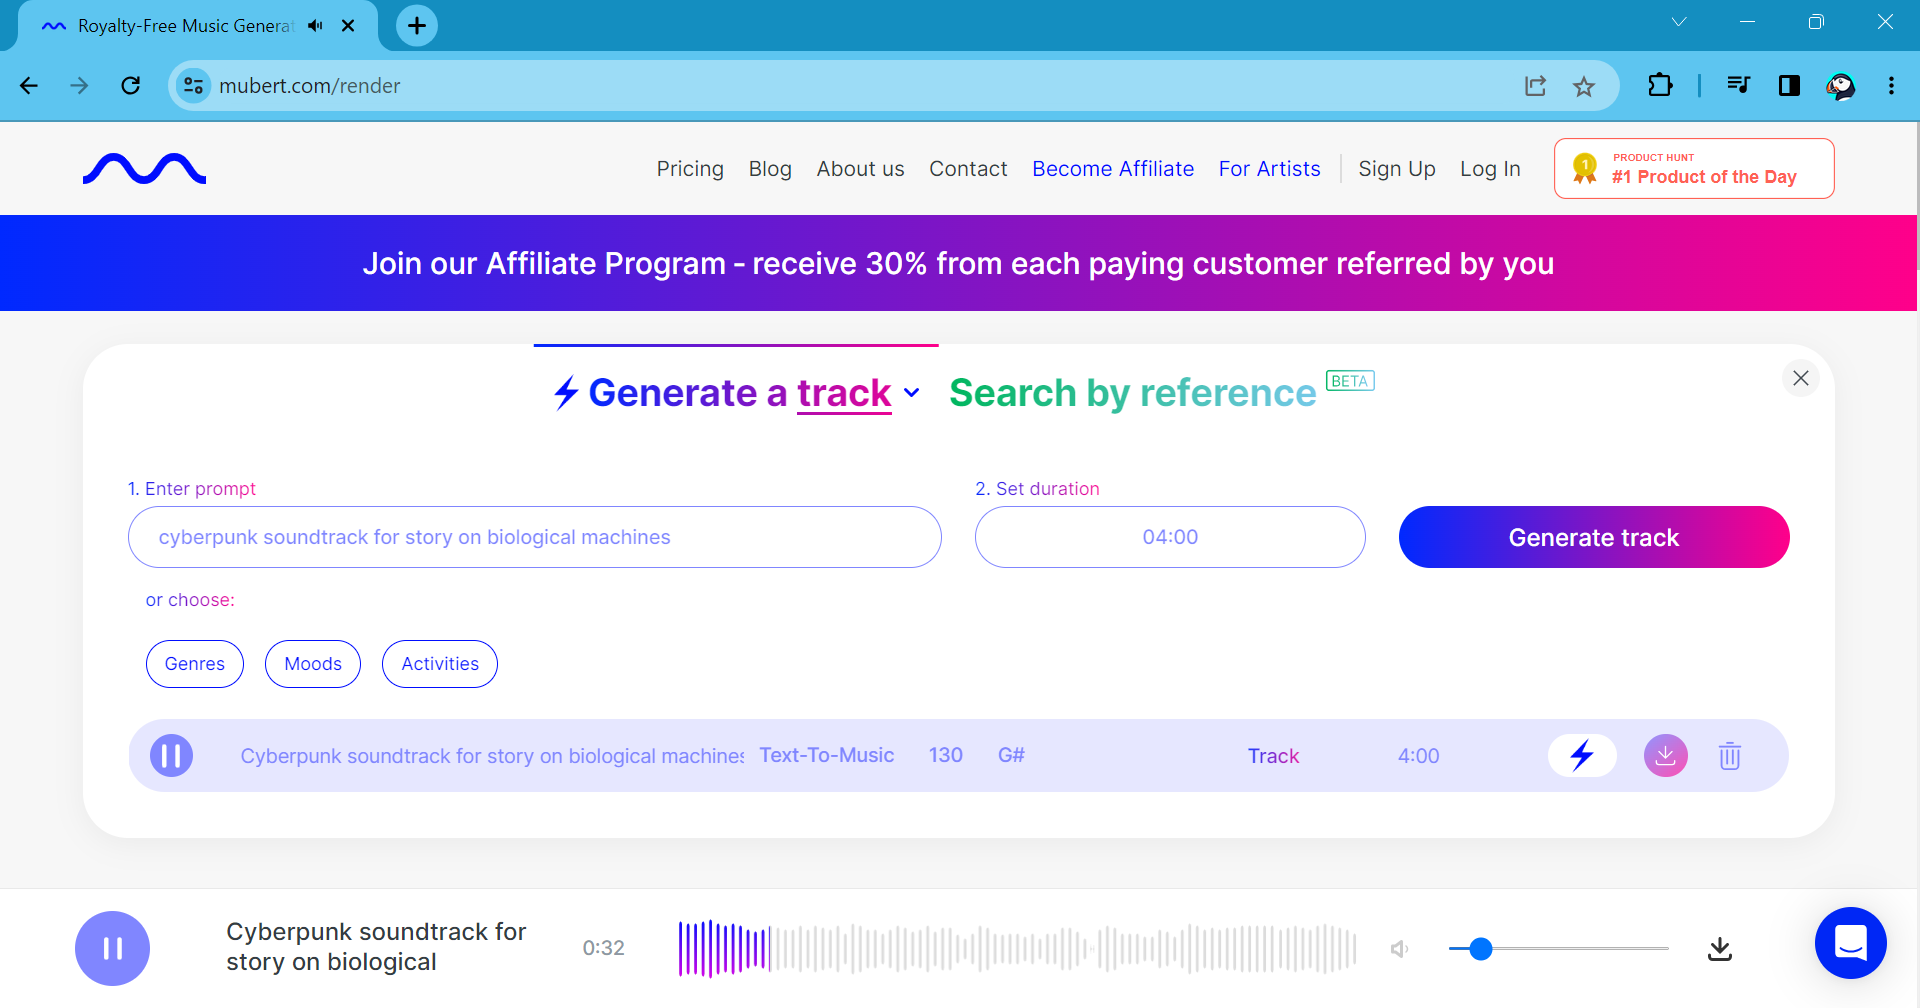 Royalty-Free Music Generat
mubert.com/render
Pricing Blog About us Contact Become Affiliate For Artists Sign Up Log In
PRODUCT HUNT
#1 Product of the Day
1
Join our Affiliate Program - receive 30% from each paying customer referred by you
Generate a track Search by reference BETA
1. Enter prompt 2. Set duration
cyberpunk soundtrack for story on biological machines 04:00 Generate track
or choose:
Genres Moods Activities
Cyberpunk soundtrack for story on biological machines Text-To-Music 130 G# Track 4:00
Cyberpunk soundtrack for
story on biological
0:32